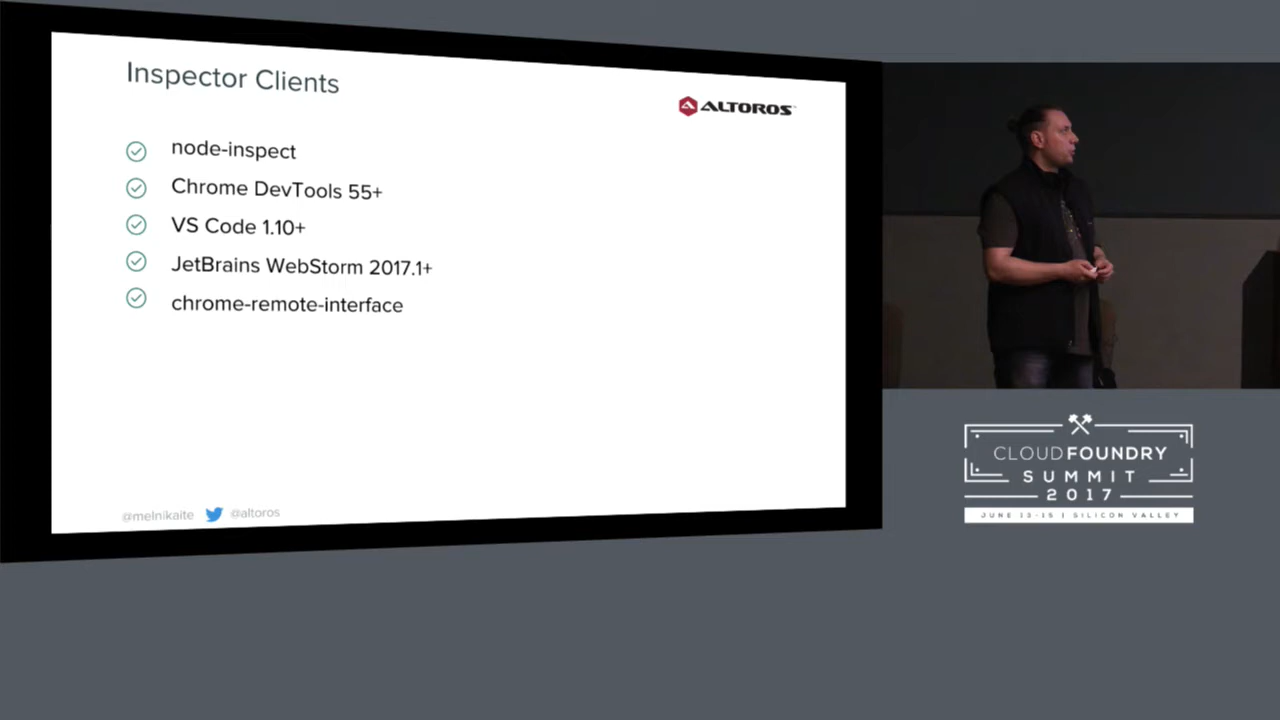 Inspector Clients
ALTOROS
node-inspect
Chrome DevTools 55+
VS Code 1.10+
JetBrains WebStorm 2017.1+
chrome-remote-interface
@melnikaite @altoros
CLOUDFOUNDRY
SUMMIT
2017
JUNE 13-15 | SILICON VALLEY